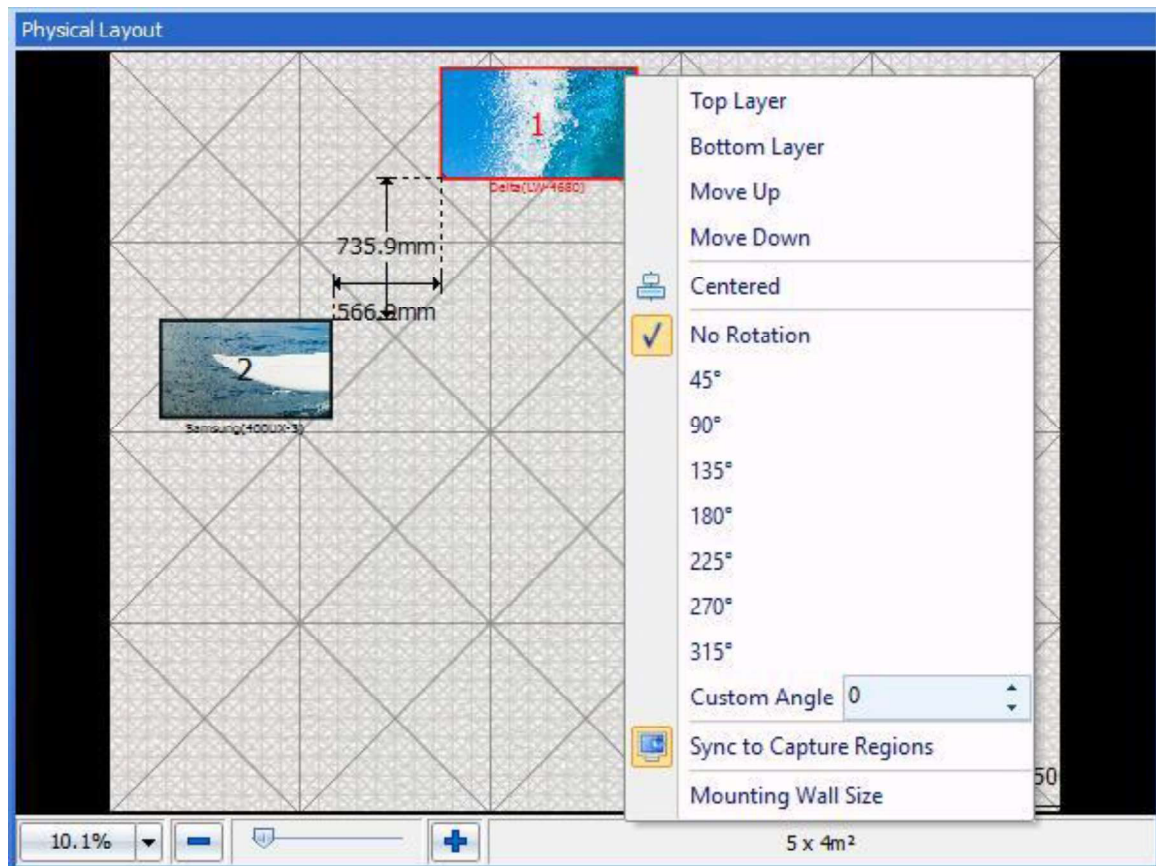 Physical Layout
1
Delta(LW-4680)
735.9mm
566.2mm
2
Samsung(400UX-3)
Top Layer
Bottom Layer
Move Up
Move Down
Centered
No Rotation
45°
90°
135°
180°
225°
270°
315°
Custom Angle 0
Sync to Capture Regions
Mounting Wall Size
50
10.1%
5 x 4m²